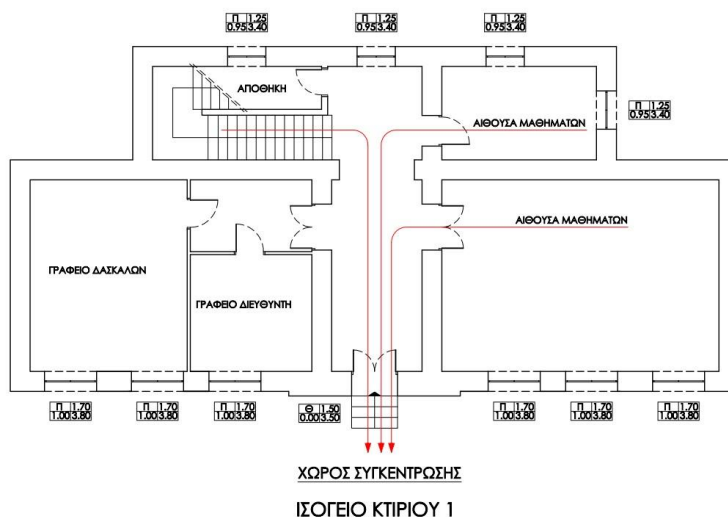 Π 1.25
0.95 3.40
Π 1.25
0.95 3.40
Π 1.25
0.95 3.40
ΑΠΟΘΗΚΗ
Π 1.25
0.95 3.40
ΑΙΘΟΥΣΑ ΜΑΘΗΜΑΤΩΝ
ΑΙΘΟΥΣΑ ΜΑΘΗΜΑΤΩΝ
ΓΡΑΦΕΙΟ ΔΑΣΚΑΛΩΝ
ΓΡΑΦΕΙΟ ΔΙΕΥΘΥΝΤΗ
Π 1.70
1.00 3.80
Π 1.70
1.00 3.80
Π 1.70
1.00 3.80
Θ 1.50
0.00 3.50
Π 1.70
1.00 3.80
Π 1.70
1.00 3.80
Π 1.70
1.00 3.80
ΧΩΡΟΣ ΣΥΓΚΕΝΤΡΩΣΗΣ
ΙΣΟΓΕΙΟ ΚΤΙΡΙΟΥ 1